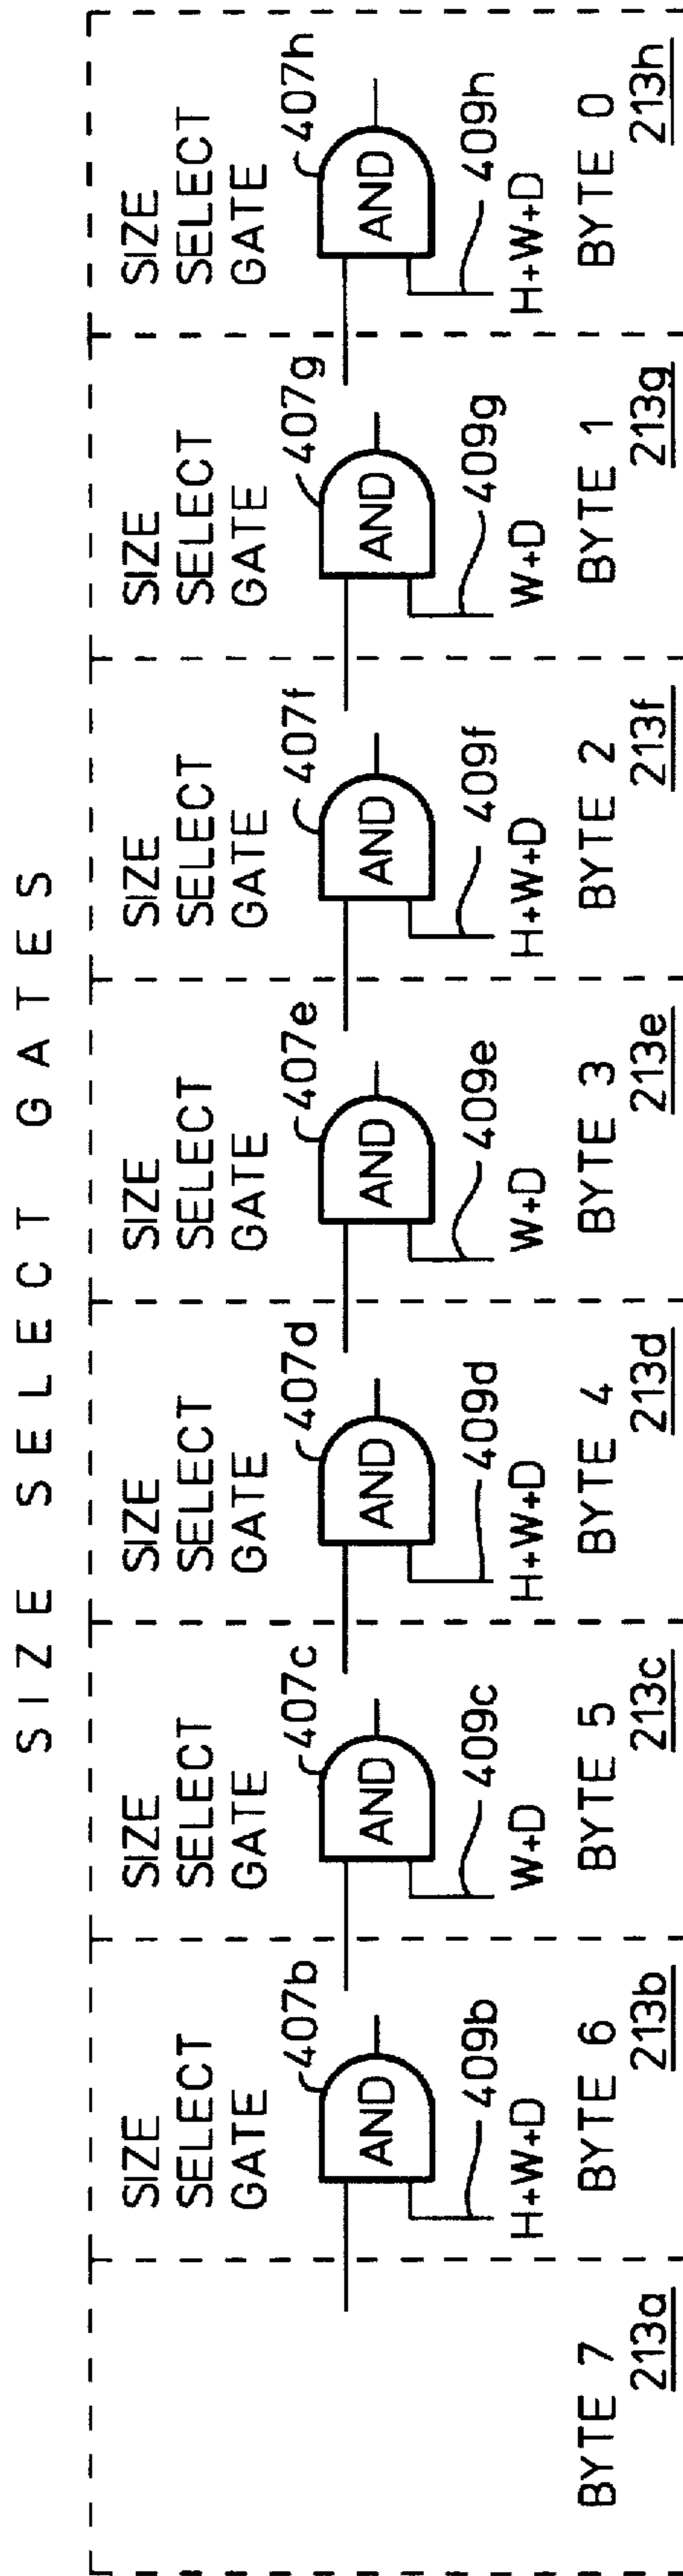 SIZE SELECT GATES
BYTE 7
213a
SIZE
SELECT
GATE
407b
AND
409b
H+W+D
BYTE 6
213b
SIZE
SELECT
GATE
407c
AND
409c
W+D
BYTE 5
213c
SIZE
SELECT
GATE
407d
AND
409d
H+W+D
BYTE 4
213d
SIZE
SELECT
GATE
407e
AND
409e
W+D
BYTE 3
213e
SIZE
SELECT
GATE
407f
AND
409f
H+W+D
BYTE 2
213f
SIZE
SELECT
GATE
407g
AND
409g
W+D
BYTE 1
213g
SIZE
SELECT
GATE
407h
AND
409h
H+W+D
BYTE 0
213h